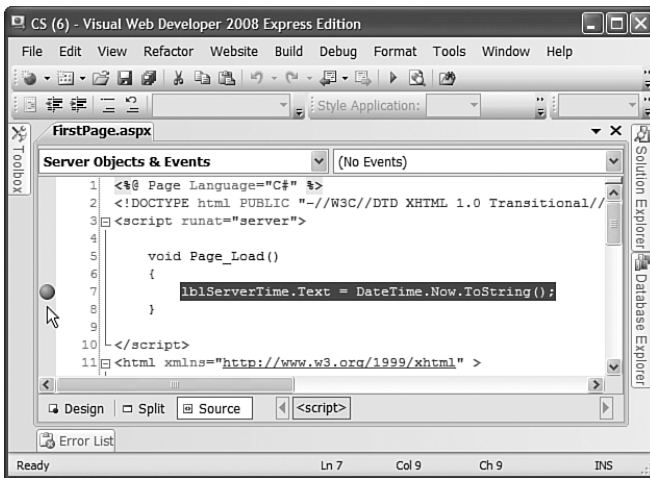 CS (6) - Visual Web Developer 2008 Express Edition
File Edit View Refactor Website Build Debug Format Tools Window Help
Style Application:
Toolbox
FirstPage.aspx
Server Objects & Events
(No Events)
1 <%@ Page Language="C#" %>
2 <!DOCTYPE html PUBLIC "-//W3C//DTD XHTML 1.0 Transitional//
3 <script runat="server">
4
5 void Page_Load()
6 {
7 lblServerTime.Text = DateTime.Now.ToString();
8 }
9
10 </script>
11 <html xmlns="http://www.w3.org/1999/xhtml" >
Solution Explorer
Database Explorer
Design Split Source <script>
Error List
Ready Ln 7 Col 9 Ch 9 INS